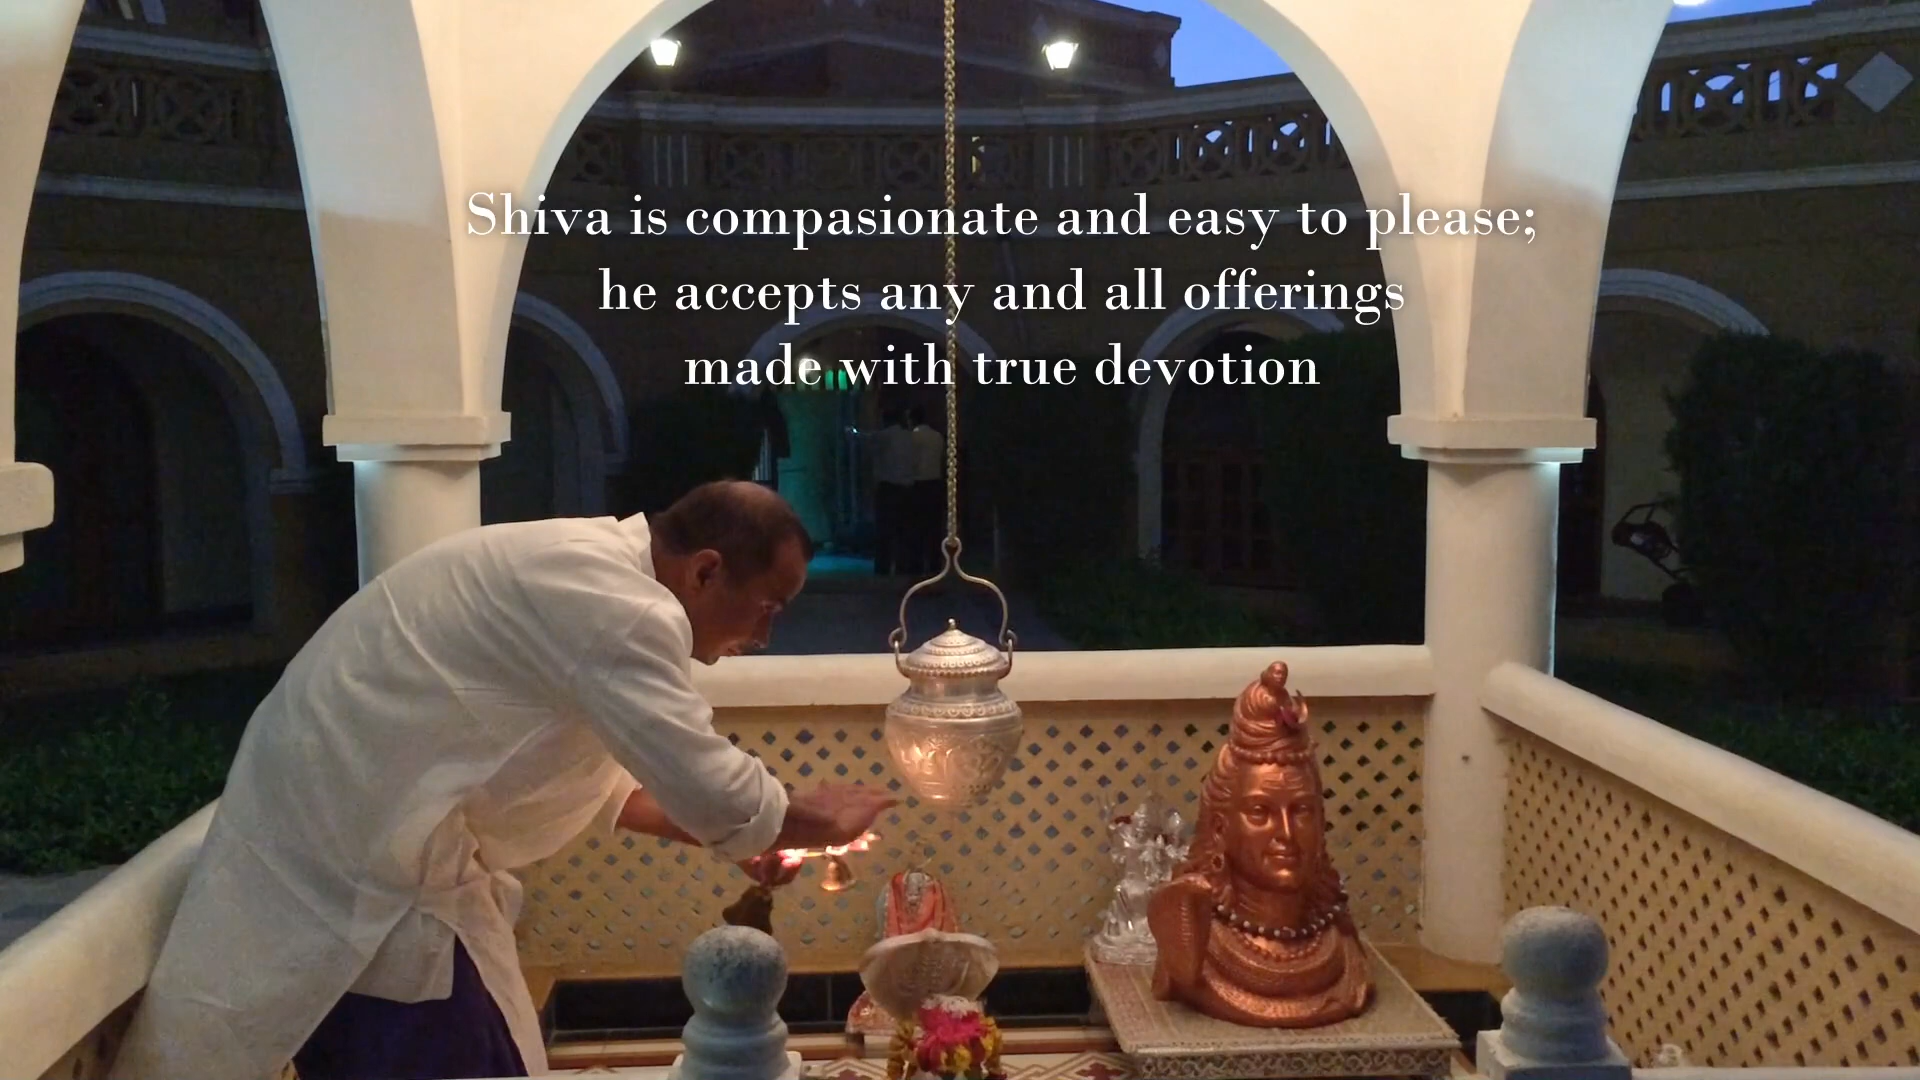 Shiva is compasionate and easy to please;
he accepts any and all offerings
made with true devotion